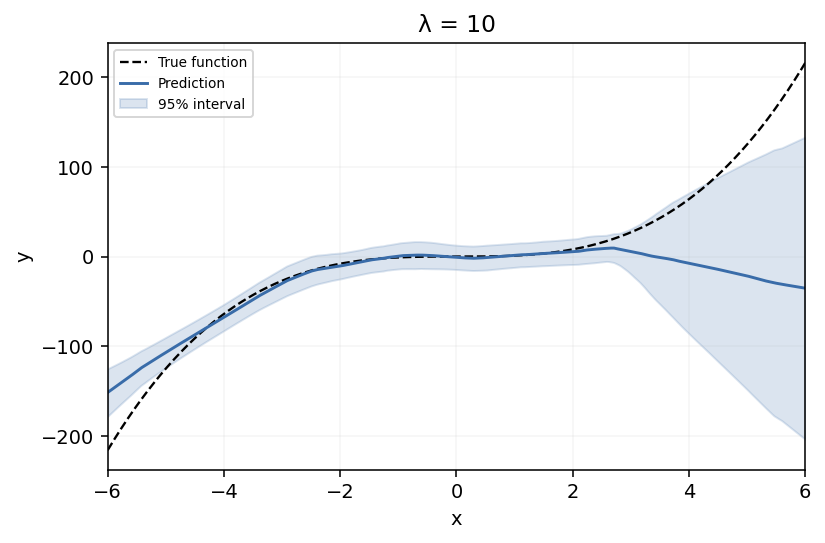 λ = 10
True function
Prediction
95% interval
200
100
0
−100
−200
y
−6
−4
−2
0
2
4
6
x